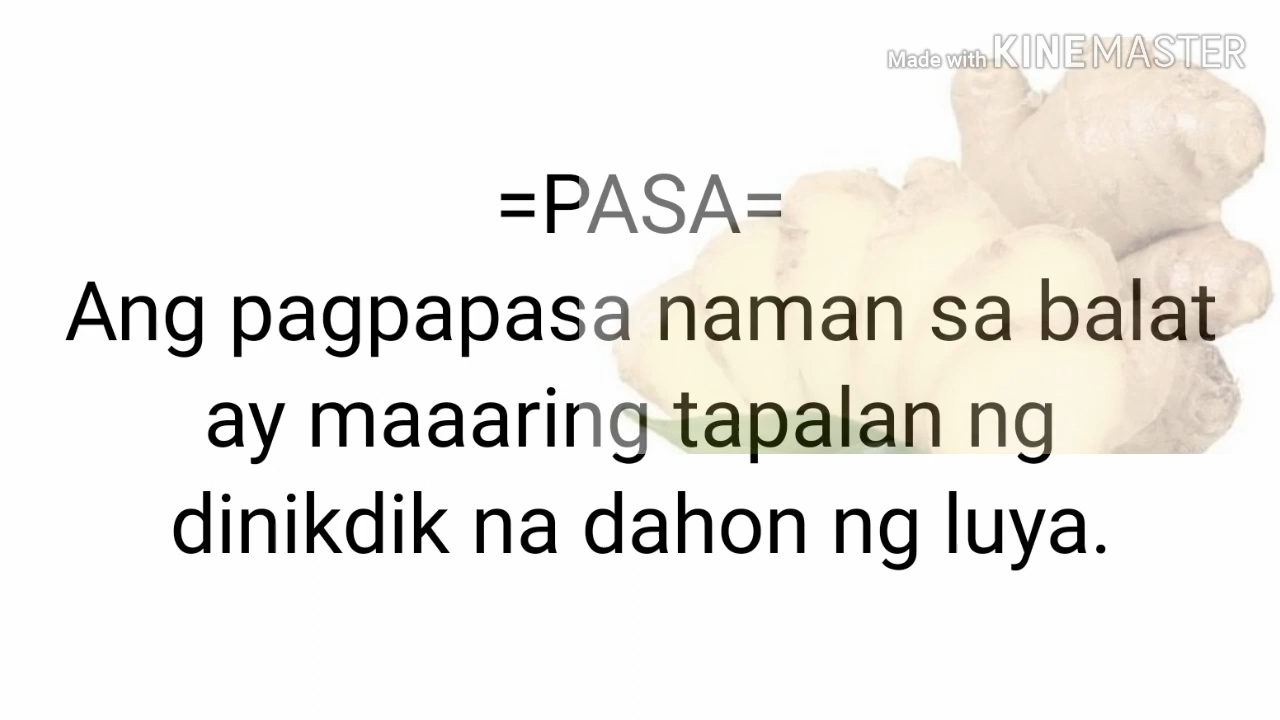 Made with KINEMASTER
=PASA=
Ang pagpapasa naman sa balat
ay maaaring tapalan ng
dinikdik na dahon ng luya.